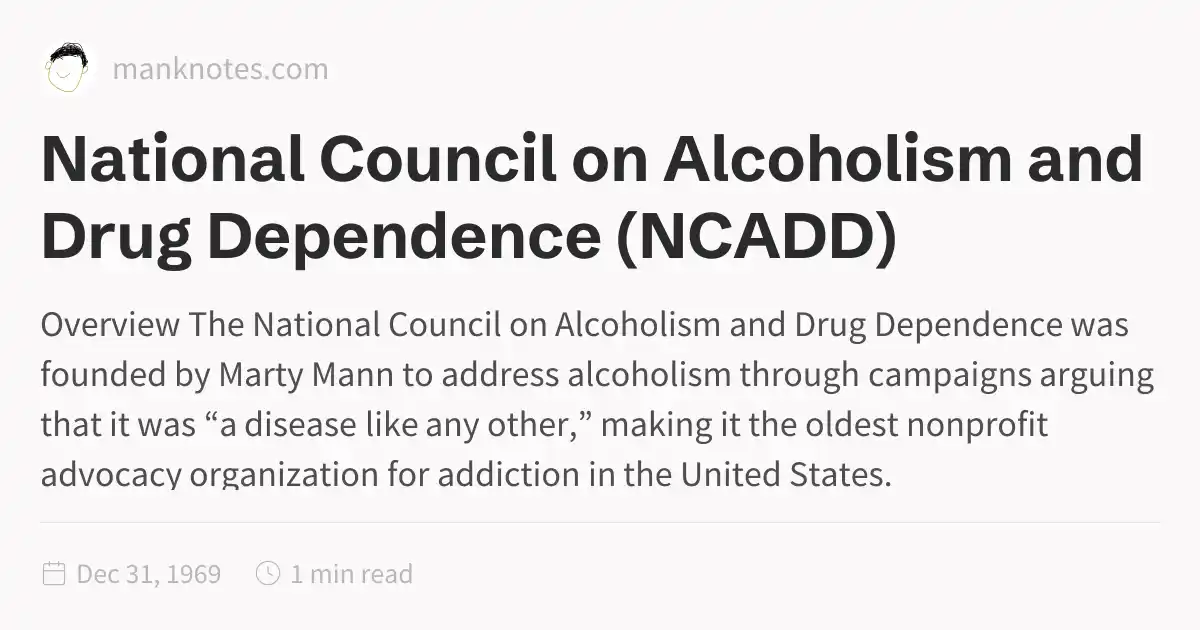 manknotes.com
National Council on Alcoholism and
Drug Dependence (NCADD)
Overview The National Council on Alcoholism and Drug Dependence was
founded by Marty Mann to address alcoholism through campaigns arguing
that it was “a disease like any other,” making it the oldest nonprofit
advocacy organization for addiction in the United States.
Dec 31, 1969 1 min read